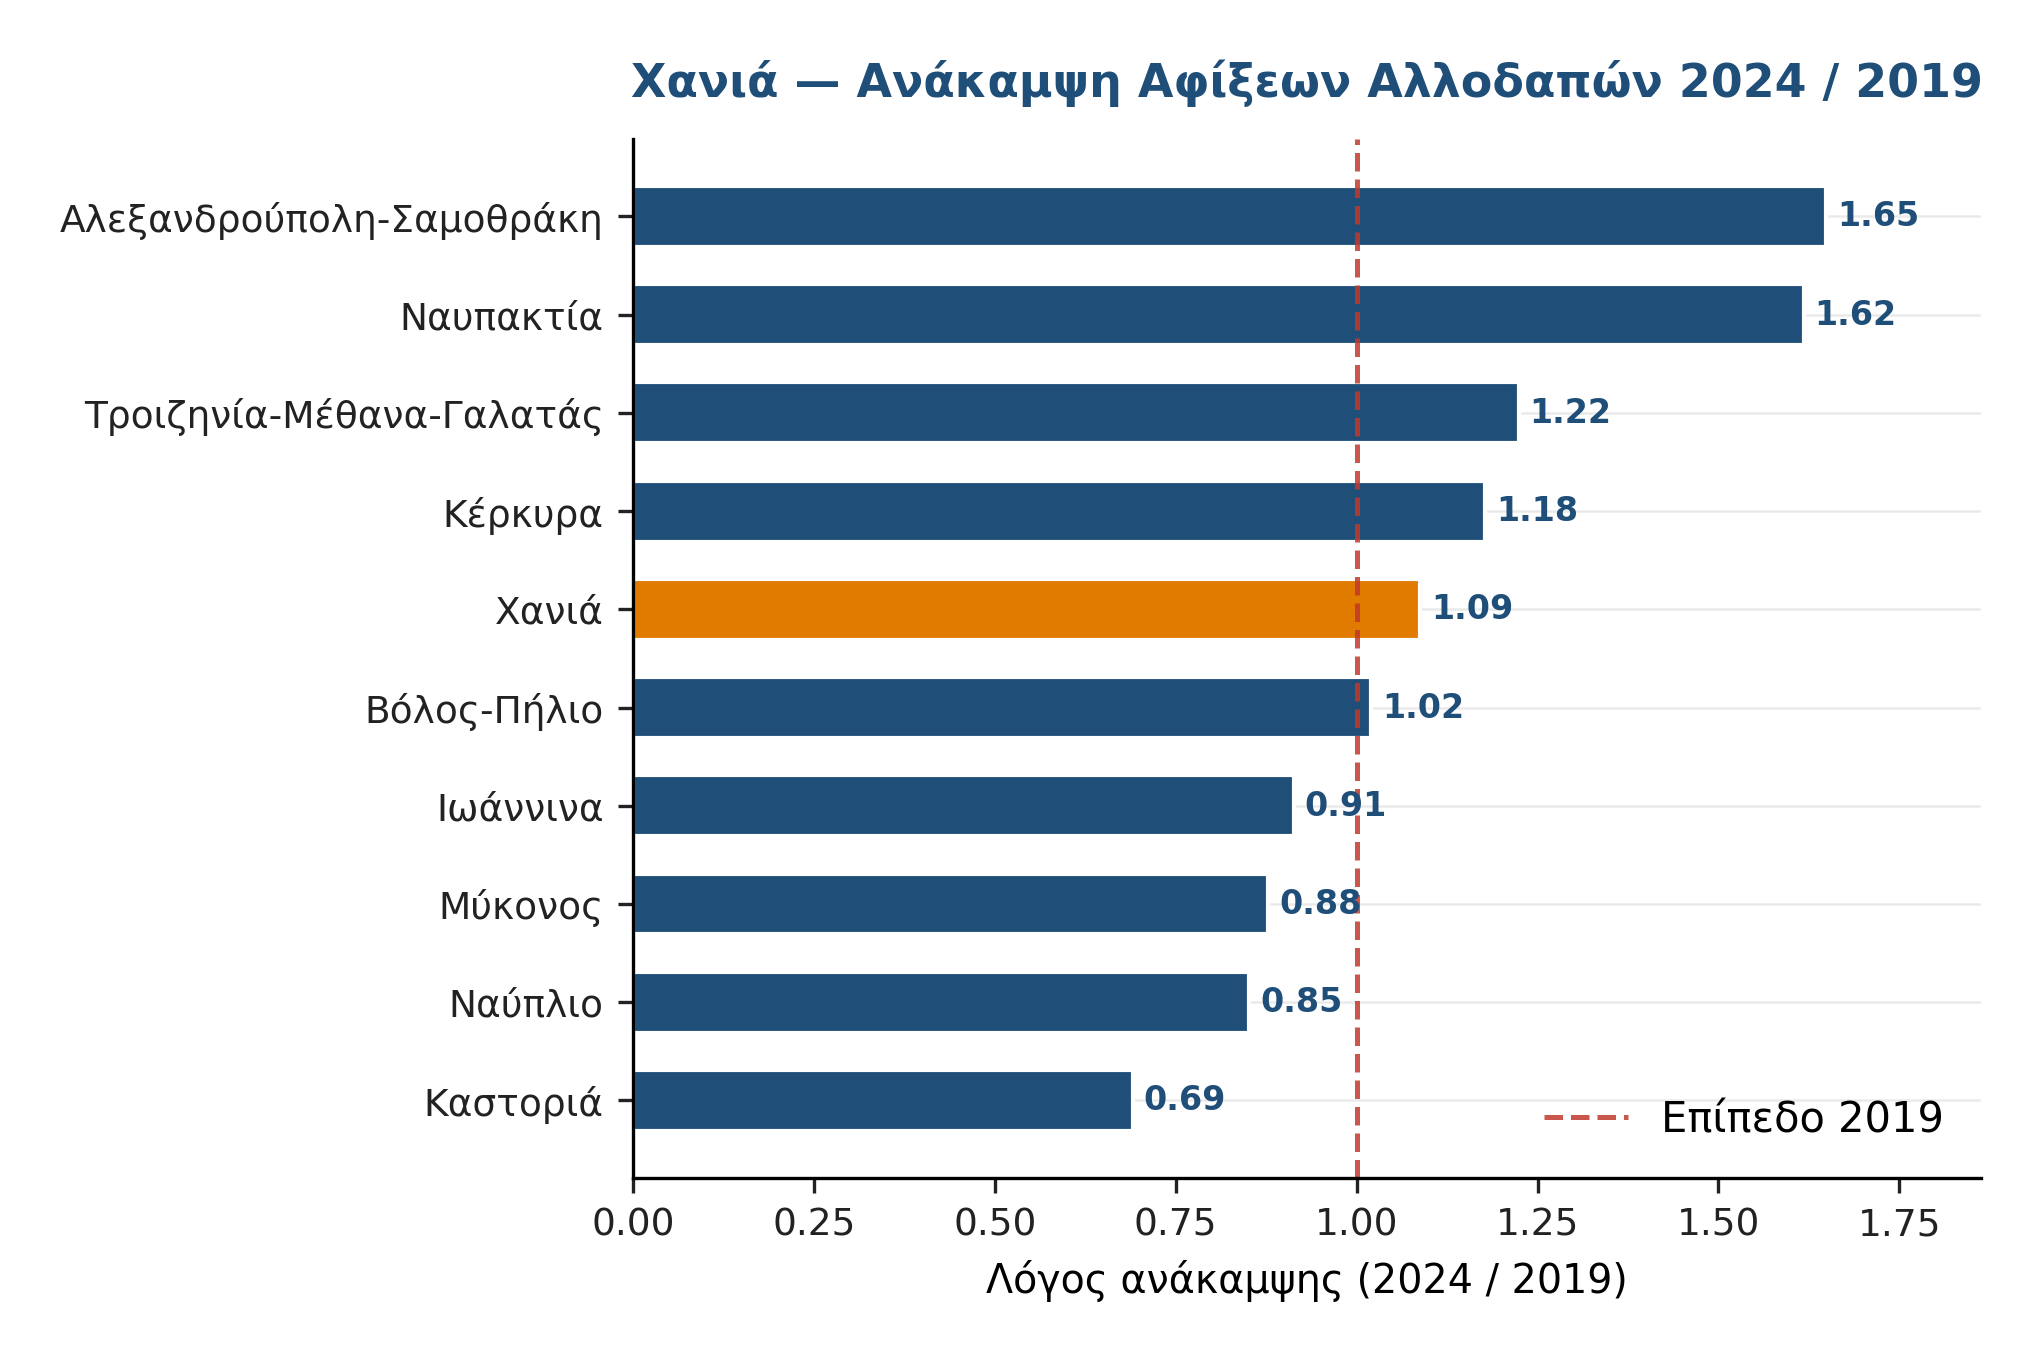 Χανιά — Ανάκαμψη Αφίξεων Αλλοδαπών 2024 / 2019
Αλεξανδρούπολη-Σαμοθράκη 1.65
Ναυπακτία 1.62
Τροιζηνία-Μέθανα-Γαλατάς 1.22
Κέρκυρα 1.18
Χανιά 1.09
Βόλος-Πήλιο 1.02
Ιωάννινα 0.91
Μύκονος 0.88
Ναύπλιο 0.85
Καστοριά 0.69
Επίπεδο 2019
0.00 0.25 0.50 0.75 1.00 1.25 1.50 1.75
Λόγος ανάκαμψης (2024 / 2019)